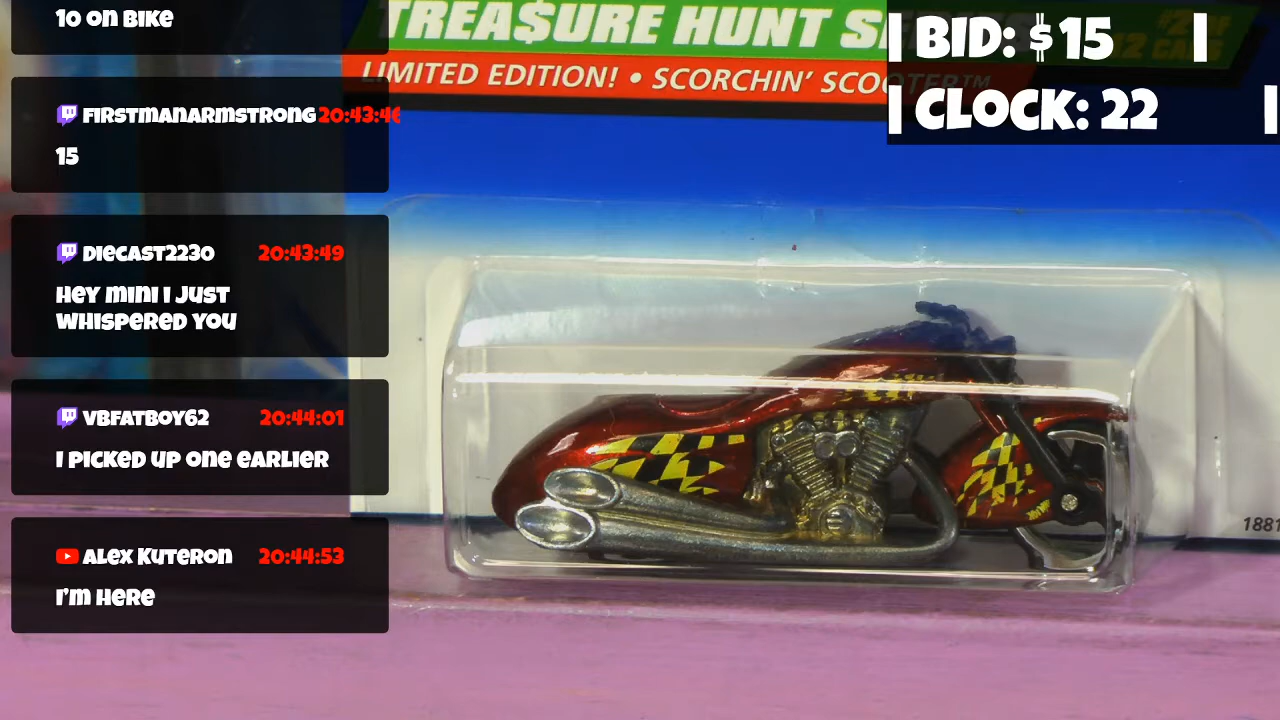 10 on BIKE
FIRSTMANARMSTRONG 20:43:46
15
DIECAST2230 20:43:49
HEY MINI I JUST
WHISPERED YOU
VBFATBOY62 20:44:01
I PICKED UP ONE EARLIER
ALEX KUTERON 20:44:53
I'M HERE
TREA$URE HUNT
LIMITED EDITION! • SCORCHIN' SCOOTER™
BID: $ 15
CLOCK: 22
1881